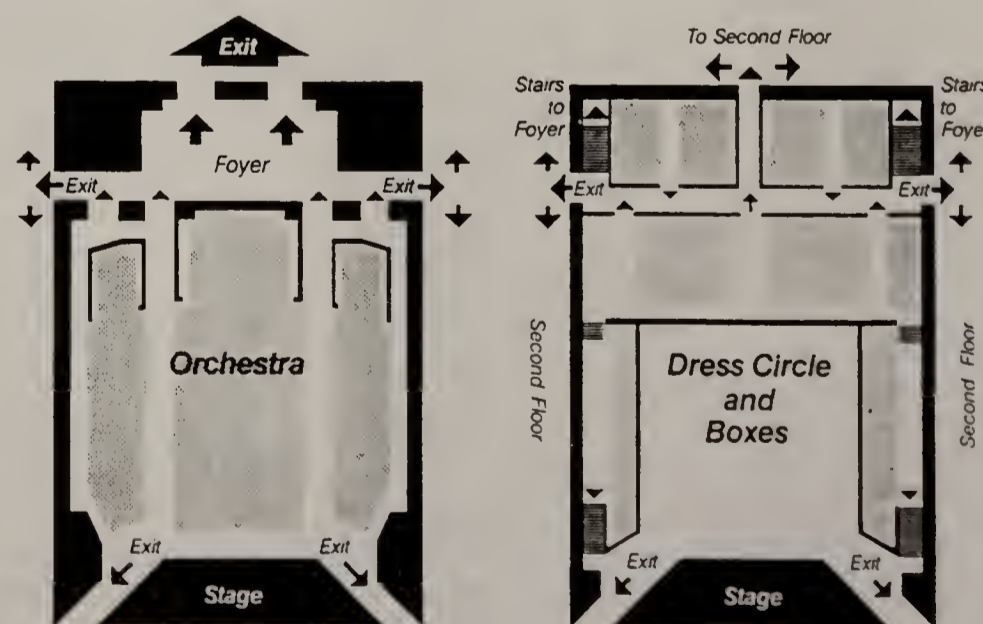 Exit
Foyer
Exit
Exit
Orchestra
Exit
Exit
Stage
To Second Floor
Stairs
to
Foyer
Stairs
to
Foye
Exit
Exit
Second Floor
Second Floor
Dress Circle
and
Boxes
Exit
Exit
Stage